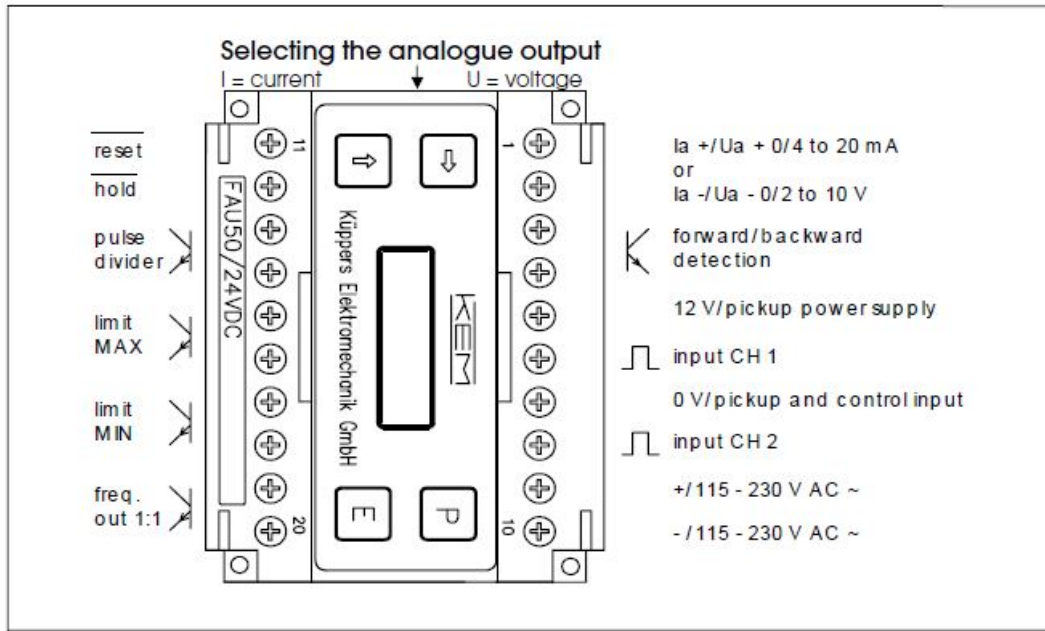 Selecting the analogue output
I = current
U = voltage
reset
hold
pulse
divider
limit
MAX
limit
MIN
freq.
out 1:1
11
20
FAU50/24VDC
⇨
⇩
Küppers Elektromechanik GmbH
KEM
E
P
1
10
Ia +/Ua + 0/4 to 20 mA
or
Ia -/Ua - 0/2 to 10 V
forward/backward
detection
12 V/pickup power supply
input CH 1
0 V/pickup and control input
input CH 2
+/115 - 230 V AC ~
- /115 - 230 V AC ~